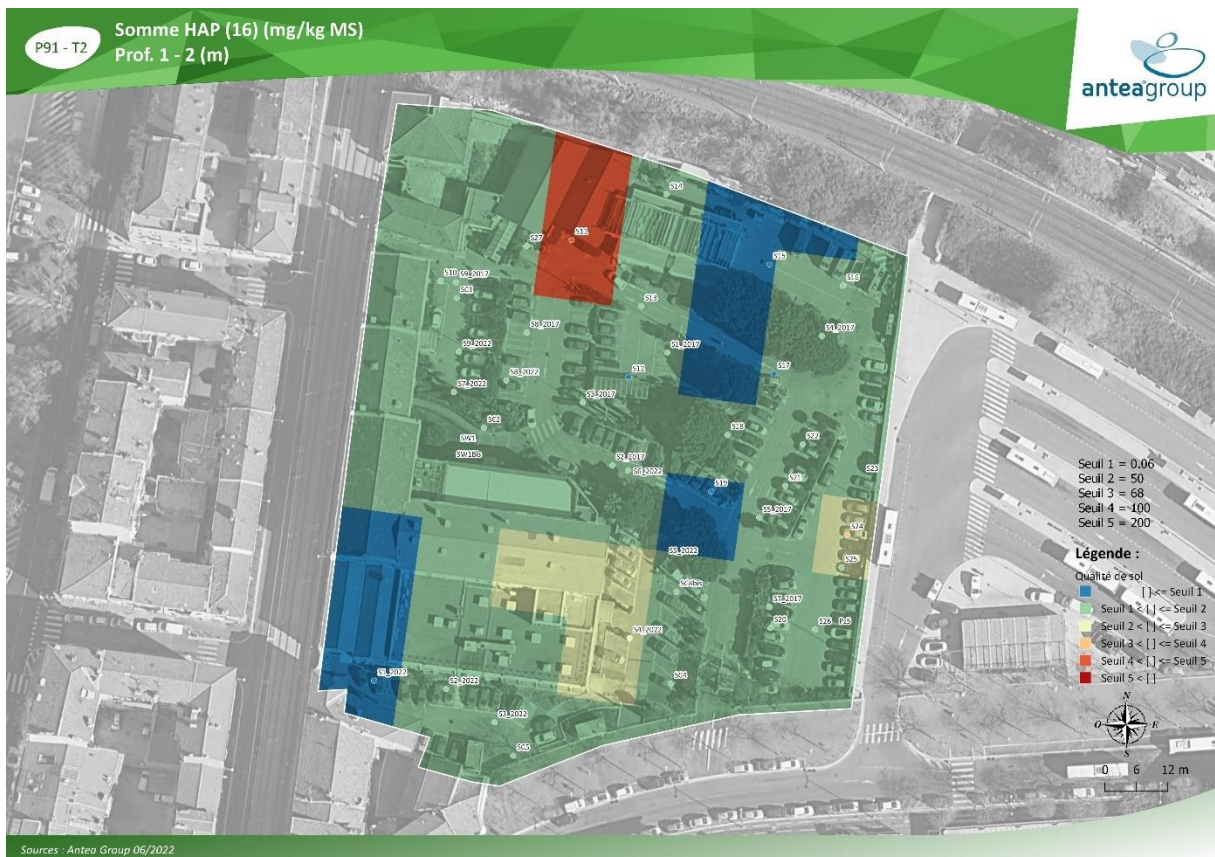 P91 - T2
Somme HAP (16) (mg/kg MS)
Prof. 1 - 2 (m)
anteagroup
S14
S27
S11
S15
S10
S9_2017
S16
SC1
S13
S8_2017
S4_2017
S9_2022
S1_2017
S12
S17
S8_2022
S7_2022
S3_2017
SC2
SW1
S18
S22
SW1Bis
S2_2017
S6_2022
S23
S21
S19
S5_2017
S24
S5_2022
S25
SC4bis
S7_2017
S20
S26
S4_2022
S1_2022
S2_2022
SC4
S3_2022
SC5
Seuil 1 = 0.06
Seuil 2 = 50
Seuil 3 = 68
Seuil 4 = 100
Seuil 5 = 200
Légende :
Qualité de sol
[ ] <= Seuil 1
Seuil 1 < [ ] <= Seuil 2
Seuil 2 < [ ] <= Seuil 3
Seuil 3 < [ ] <= Seuil 4
Seuil 4 < [ ] <= Seuil 5
Seuil 5 < [ ]
N
O
E
S
0 6 12 m
Sources : Antea Group 06/2022